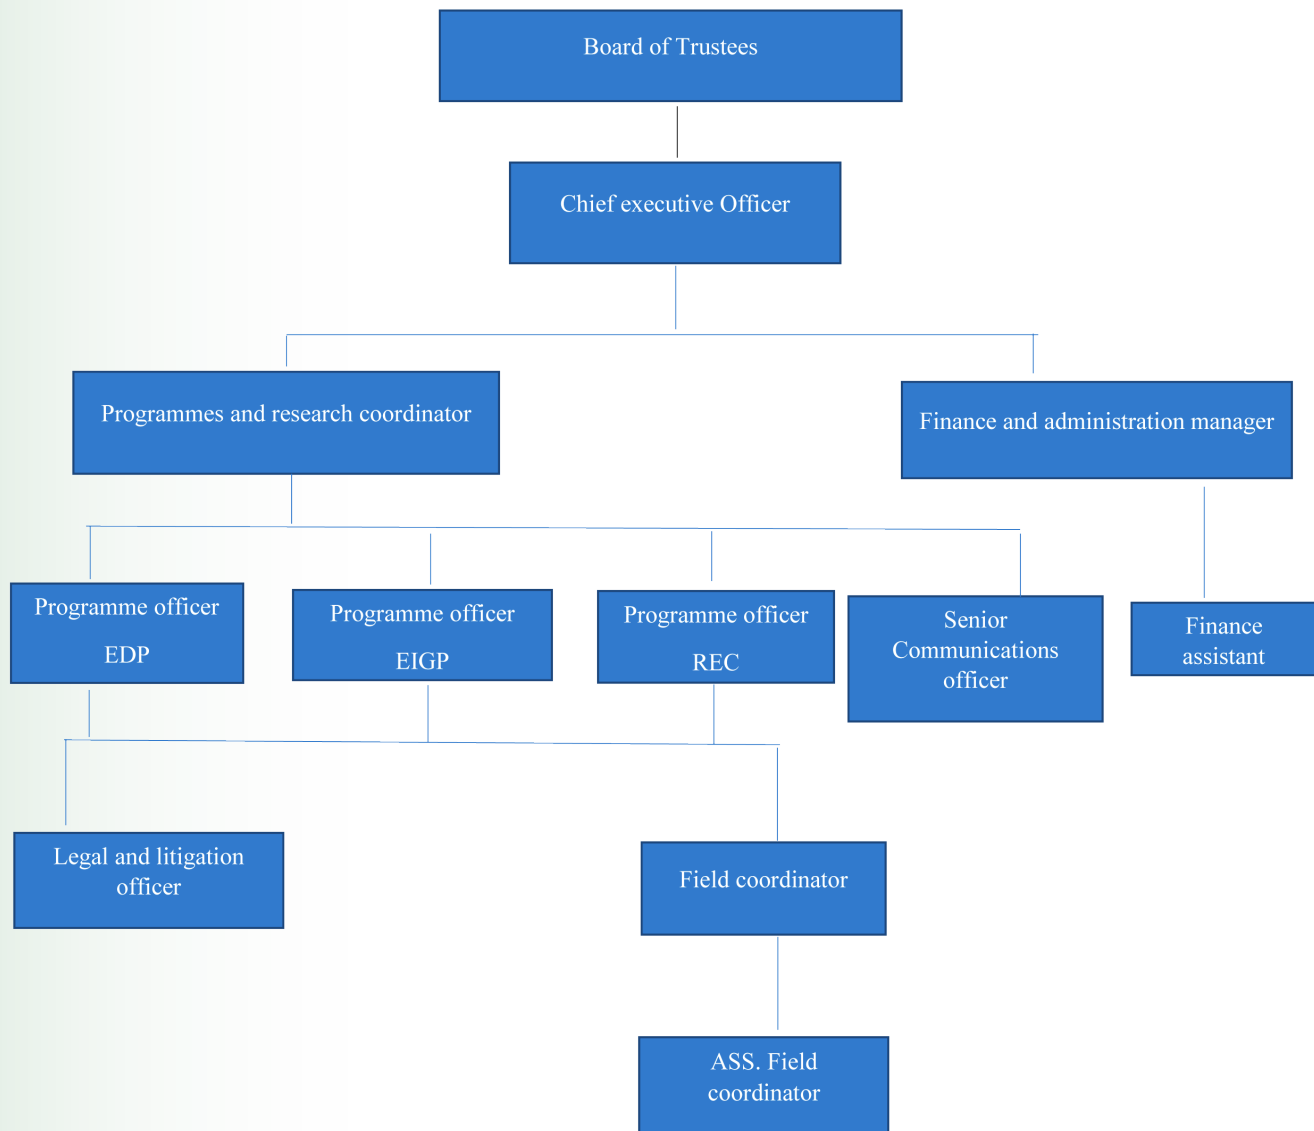 Board of Trustees
Chief executive Officer
Programmes and research coordinator
Finance and administration manager
Programme officer
EDP
Programme officer
EIGP
Programme officer
REC
Senior
Communications
officer
Finance
assistant
Legal and litigation
officer
Field coordinator
ASS. Field
coordinator